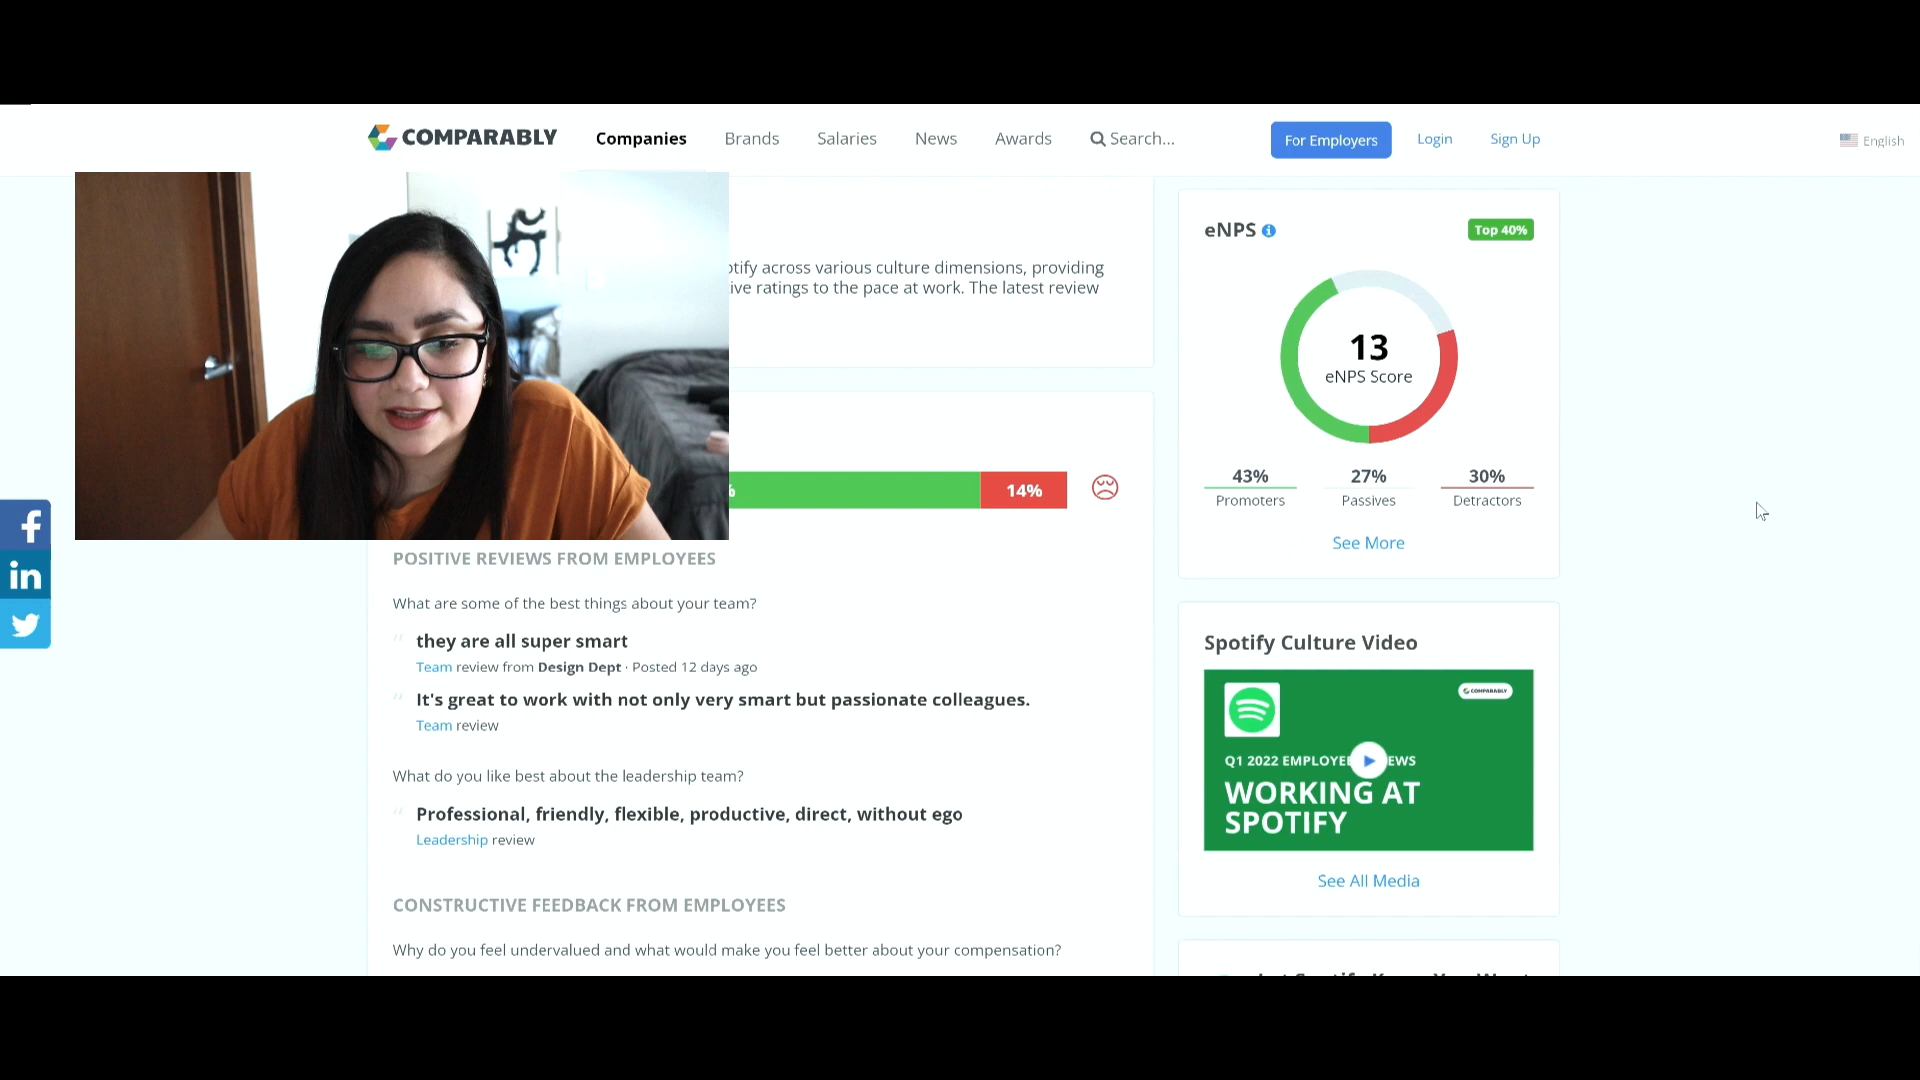 COMPARABLY
Companies
Brands
Salaries
News
Awards
Search...
For Employers
Login
Sign Up
English
across various culture dimensions, providing
ratings to the pace at work. The latest review
14%
POSITIVE REVIEWS FROM EMPLOYEES
What are some of the best things about your team?
" they are all super smart
Team review from Design Dept · Posted 12 days ago
" It's great to work with not only very smart but passionate colleagues.
Team review
What do you like best about the leadership team?
" Professional, friendly, flexible, productive, direct, without ego
Leadership review
CONSTRUCTIVE FEEDBACK FROM EMPLOYEES
Why do you feel undervalued and what would make you feel better about your compensation?
eNPS
Top 40%
13
eNPS Score
43%
Promoters
27%
Passives
30%
Detractors
See More
Spotify Culture Video
COMPARABLY
Q1 2022
WORKING AT
SPOTIFY
See All Media
f
in